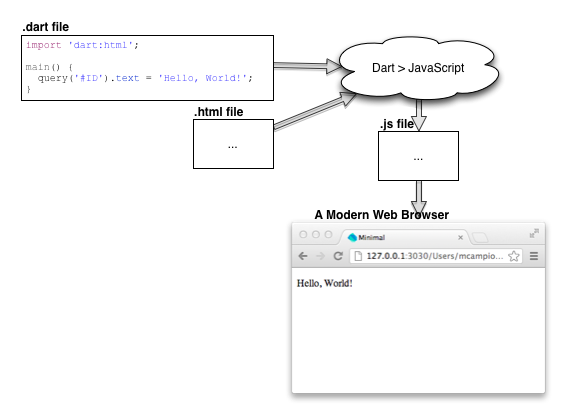 .dart file
import 'dart:html';
main() {
query('#ID').text = 'Hello, World!';
}
Dart > JavaScript
.html file
...
.js file
...
A Modern Web Browser
Minimal
127.0.0.1:3030/Users/mcampio...
Hello, World!